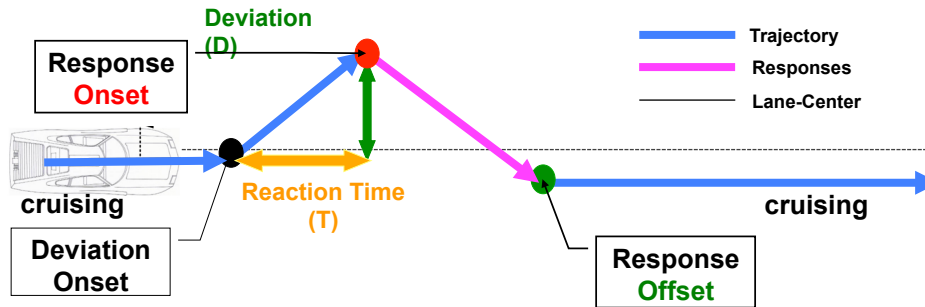 Deviation
(D)
Response
Onset
Trajectory
Responses
Lane-Center
cruising
Reaction Time
(T)
cruising
Deviation
Onset
Response
Offset